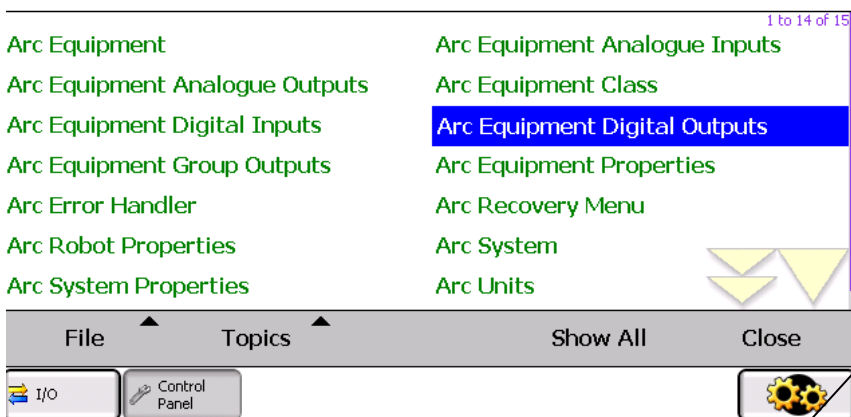 1 to 14 of 15
Arc Equipment
Arc Equipment Analogue Inputs
Arc Equipment Analogue Outputs
Arc Equipment Class
Arc Equipment Digital Inputs
Arc Equipment Digital Outputs
Arc Equipment Group Outputs
Arc Equipment Properties
Arc Error Handler
Arc Recovery Menu
Arc Robot Properties
Arc System
Arc System Properties
Arc Units
File
Topics
Show All
Close
I/O
Control
Panel